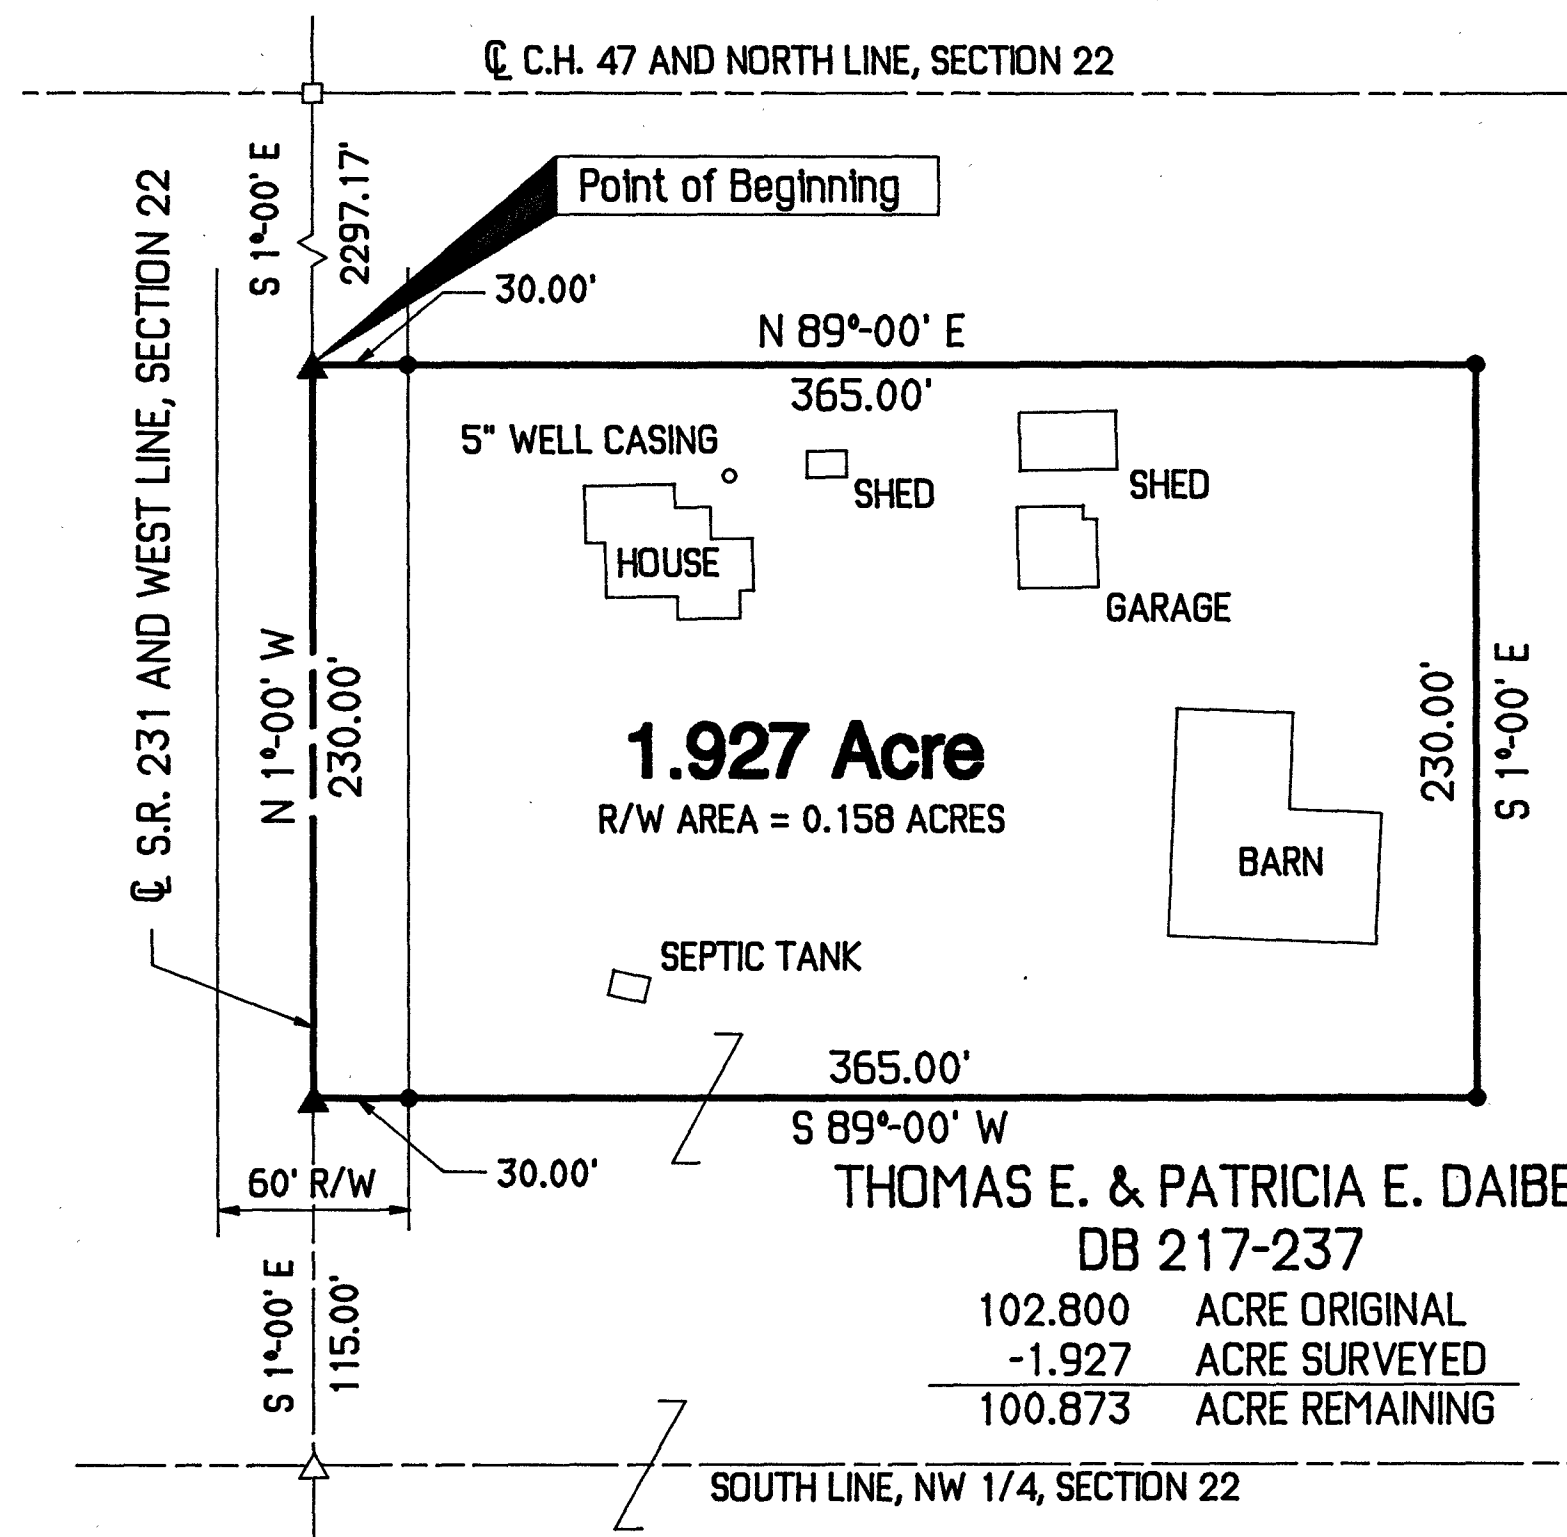 ℄ C.H. 47 AND NORTH LINE, SECTION 22
S 1°-00' E
2297.17'
Point of Beginning
30.00'
℄ S.R. 231 AND WEST LINE, SECTION 22
N 89°-00' E
365.00'
5" WELL CASING
SHED
SHED
HOUSE
GARAGE
N 1°-00' W
230.00'
230.00'
S 1°-00' E
1.927 Acre
R/W AREA = 0.158 ACRES
BARN
SEPTIC TANK
365.00'
S 89°-00' W
30.00'
60' R/W
THOMAS E. & PATRICIA E. DAIBE
DB 217-237
102.800 ACRE ORIGINAL
-1.927 ACRE SURVEYED
100.873 ACRE REMAINING
S 1°-00' E
115.00'
SOUTH LINE, NW 1/4, SECTION 22